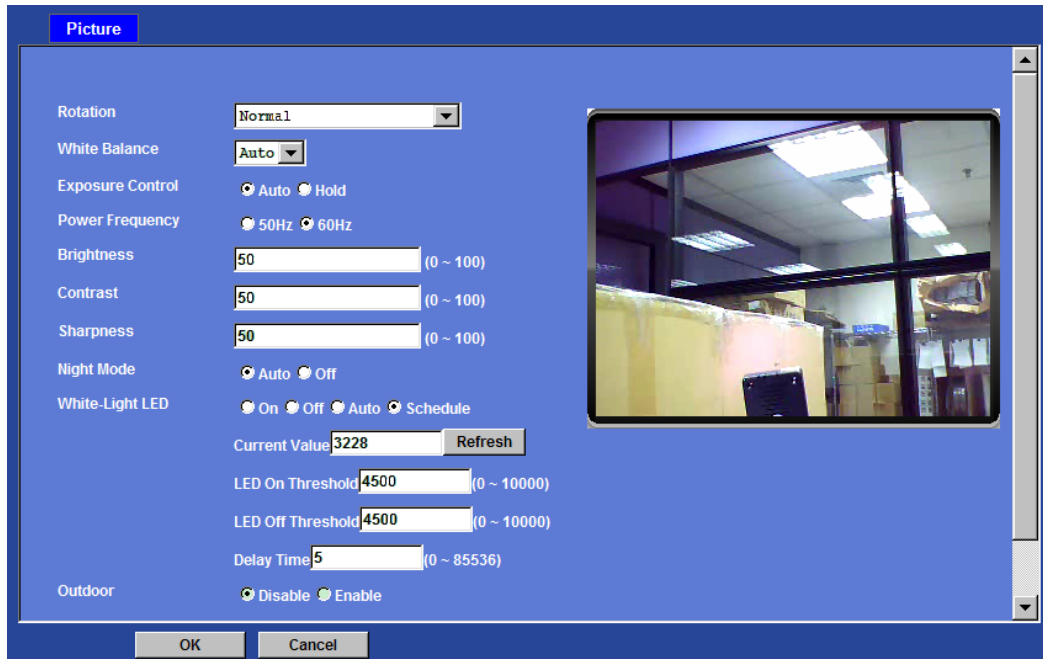 Picture
Rotation Normal
White Balance Auto
Exposure Control Auto Hold
Power Frequency 50Hz 60Hz
Brightness 50 (0 ~ 100)
Contrast 50 (0 ~ 100)
Sharpness 50 (0 ~ 100)
Night Mode Auto Off
White-Light LED On Off Auto Schedule
Current Value 3228 Refresh
LED On Threshold 4500 (0 ~ 10000)
LED Off Threshold 4500 (0 ~ 10000)
Delay Time 5 (0 ~ 85536)
Outdoor Disable Enable
OK Cancel